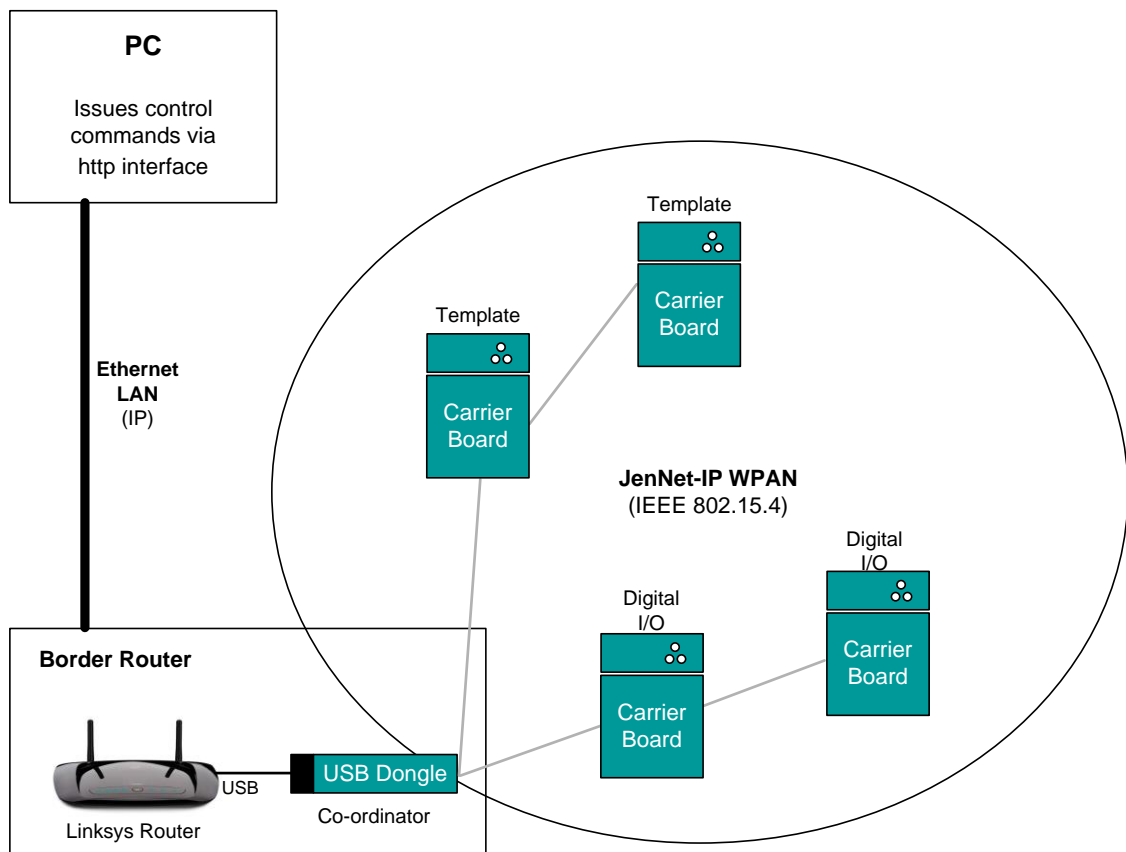 PC
Issues control
commands via
http interface
Template
Carrier
Board
Template
Carrier
Board
Ethernet
LAN
(IP)
JenNet-IP WPAN
(IEEE 802.15.4)
Digital
I/O
Carrier
Board
Digital
I/O
Carrier
Board
Border Router
USB Dongle
USB
Co-ordinator
Linksys Router